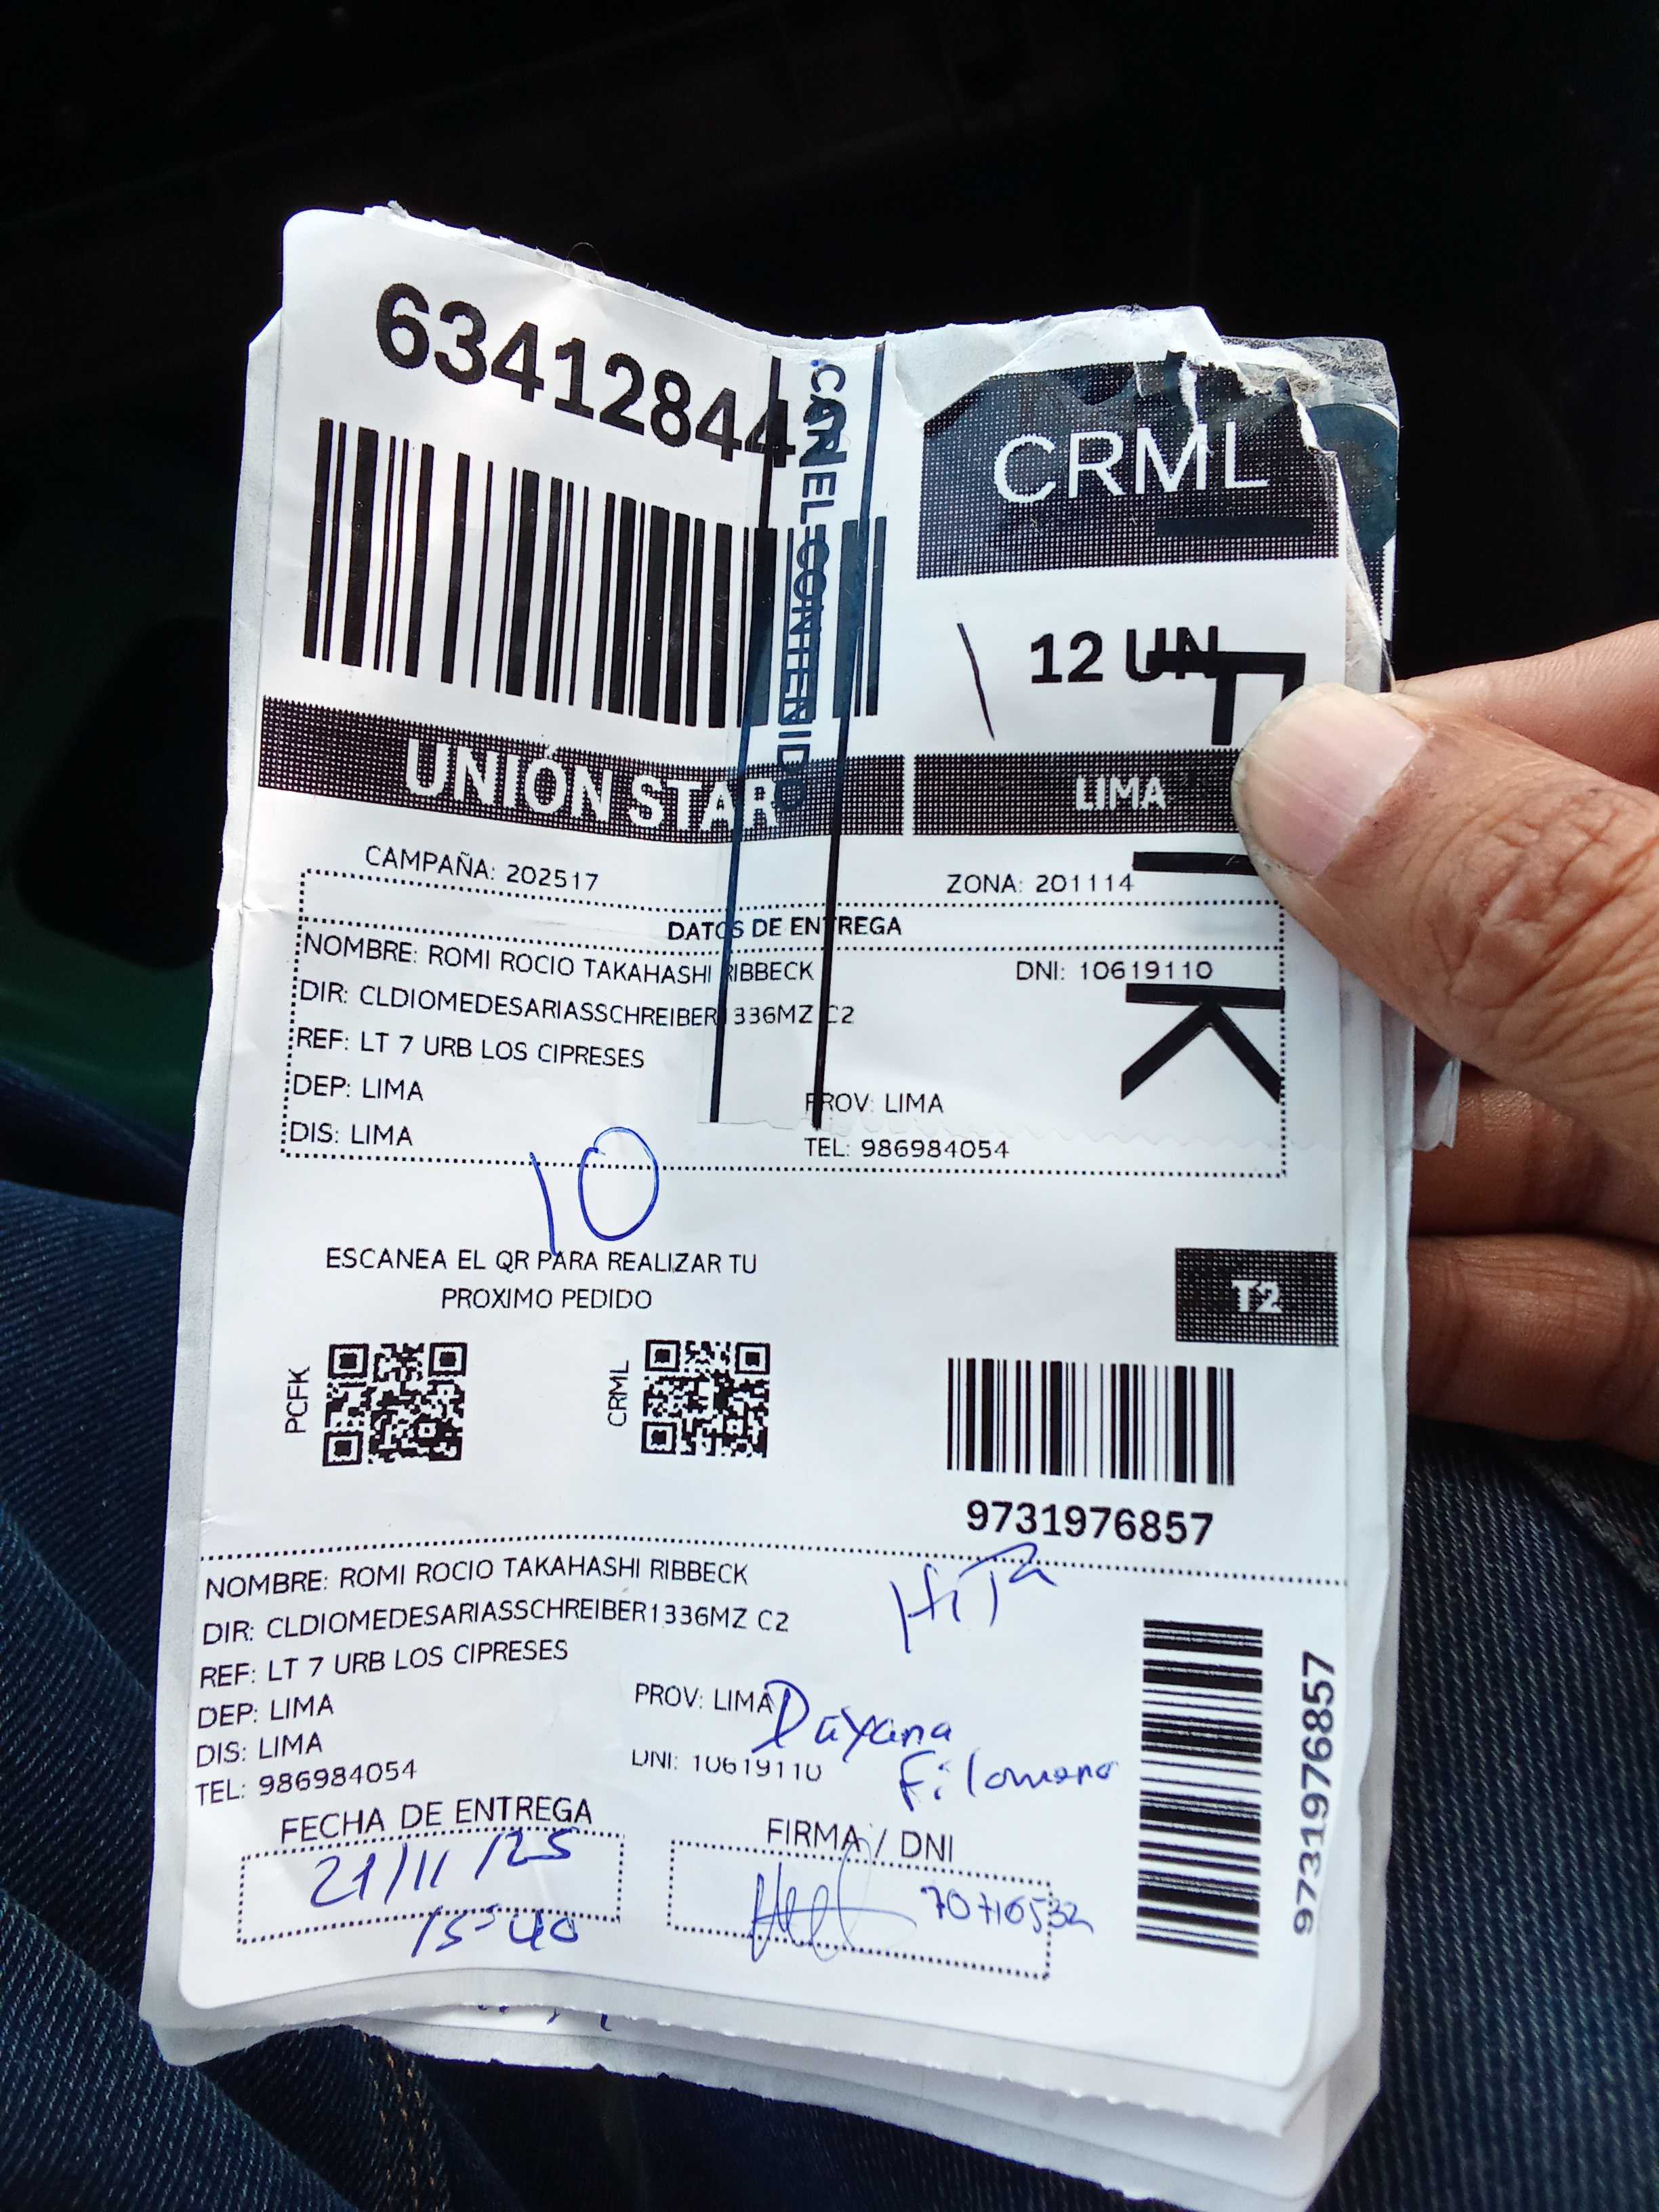 63412844
CRML
CON EL CONTENIDO
12 UN
UNIÓN STAR
LIMA
CAMPAÑA: 202517
ZONA: 201114
DATOS DE ENTREGA
NOMBRE: ROMI ROCIO TAKAHASHI RIBBECK
DNI: 10619110
DIR: CLDIOMEDESARIASSCHREIBER1336MZ C2
REF: LT 7 URB LOS CIPRESES
K
DEP: LIMA
PROV: LIMA
DIS: LIMA
TEL: 986984054
10
ESCANEA EL QR PARA REALIZAR TU
PROXIMO PEDIDO
T2
PCFK
CRML
9731976857
NOMBRE: ROMI ROCIO TAKAHASHI RIBBECK
DIR: CLDIOMEDESARIASSCHREIBER1336MZ C2
REF: LT 7 URB LOS CIPRESES
DEP: LIMA
PROV: LIMA
Dayana
DIS: LIMA
DNI: 10619110
Filomeno
TEL: 986984054
9731976857
FECHA DE ENTREGA
FIRMA / DNI
21/11/25
15:40
70710532